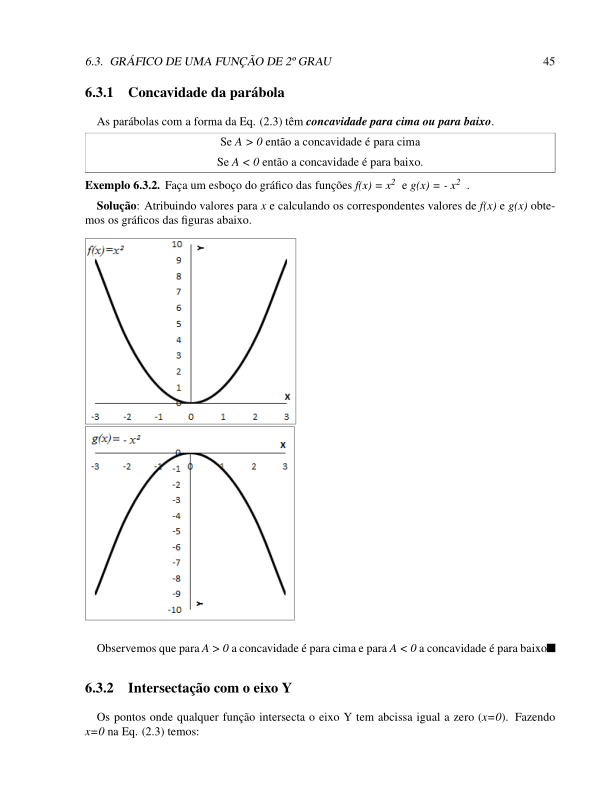 6.3. GRÁFICO DE UMA FUNÇÃO DE 2º GRAU 45
6.3.1 Concavidade da parábola
As parábolas com a forma da Eq. (2.3) têm concavidade para cima ou para baixo.
Se A > 0 então a concavidade é para cima
Se A < 0 então a concavidade é para baixo.
Exemplo 6.3.2. Faça um esboço do gráfico das funções f(x) = x² e g(x) = - x² .
Solução: Atribuindo valores para x e calculando os correspondentes valores de f(x) e g(x) obte-
mos os gráficos das figuras abaixo.
f(x)=x²
10
Y
9
8
7
6
5
4
3
2
1
0
X
-3 -2 -1 0 1 2 3
g(x)= - x²
X
0
-3 -2 -1 0 1 2 3
-1
-2
-3
-4
-5
-6
-7
-8
-9
-10
Y
Observemos que para A > 0 a concavidade é para cima e para A < 0 a concavidade é para baixo■
6.3.2 Intersectação com o eixo Y
Os pontos onde qualquer função intersecta o eixo Y tem abcissa igual a zero (x=0). Fazendo
x=0 na Eq. (2.3) temos: